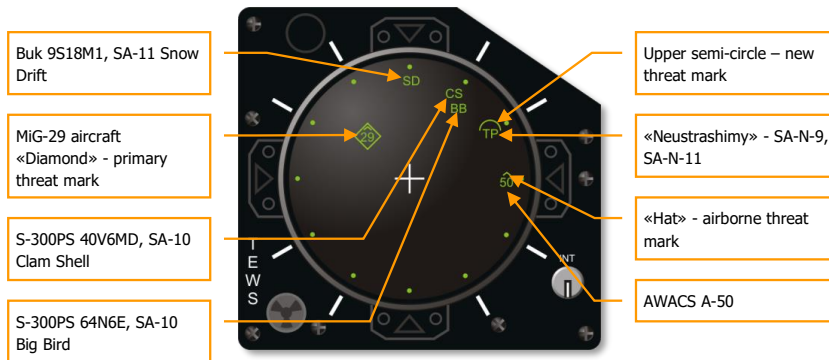 Buk 9S18M1, SA-11 Snow
Drift
MiG-29 aircraft
«Diamond» - primary
threat mark
S-300PS 40V6MD, SA-10
Clam Shell
S-300PS 64N6E, SA-10
Big Bird
SD
CS
BB
29
TP
50
I
E
W
S
INT
Upper semi-circle – new
threat mark
«Neustrashimy» - SA-N-9,
SA-N-11
«Hat» - airborne threat
mark
AWACS A-50